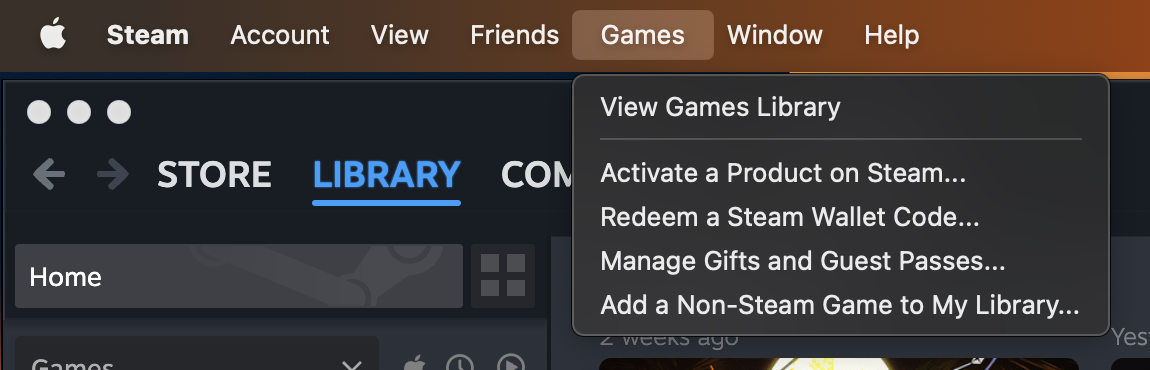 Steam Account View Friends Games Window Help
View Games Library
STORE LIBRARY
Activate a Product on Steam...
Redeem a Steam Wallet Code...
Manage Gifts and Guest Passes...
Home
Add a Non-Steam Game to My Library...
2 weeks ago
Games